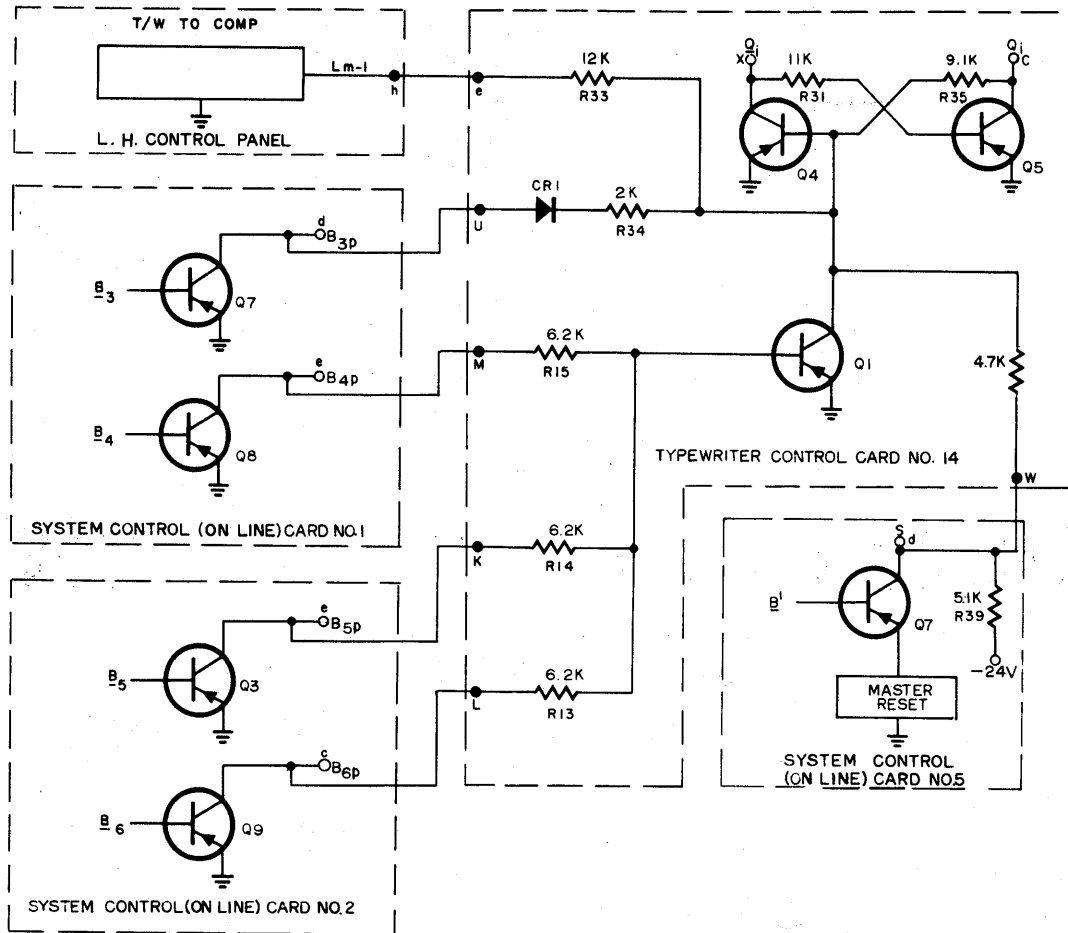 T/W TO COMP
Lm-1
h
e
12K
R33
L. H. CONTROL PANEL
Qi
X
11K
R31
9.1K
R35
Qi
C
Q4
Q5
CR1
2K
R34
U
d
B3p
B3
Q7
e
B4p
B4
Q8
M
6.2K
R15
Q1
4.7K
W
TYPEWRITER CONTROL CARD NO. 14
SYSTEM CONTROL (ON LINE) CARD NO.1
K
6.2K
R14
e
B5p
B5
Q3
L
6.2K
R13
c
B6p
B6
Q9
SYSTEM CONTROL(ON LINE) CARD NO.2
S
d
B'
Q7
5.1K
R39
-24V
MASTER
RESET
SYSTEM CONTROL
(ON LINE) CARD NO.5